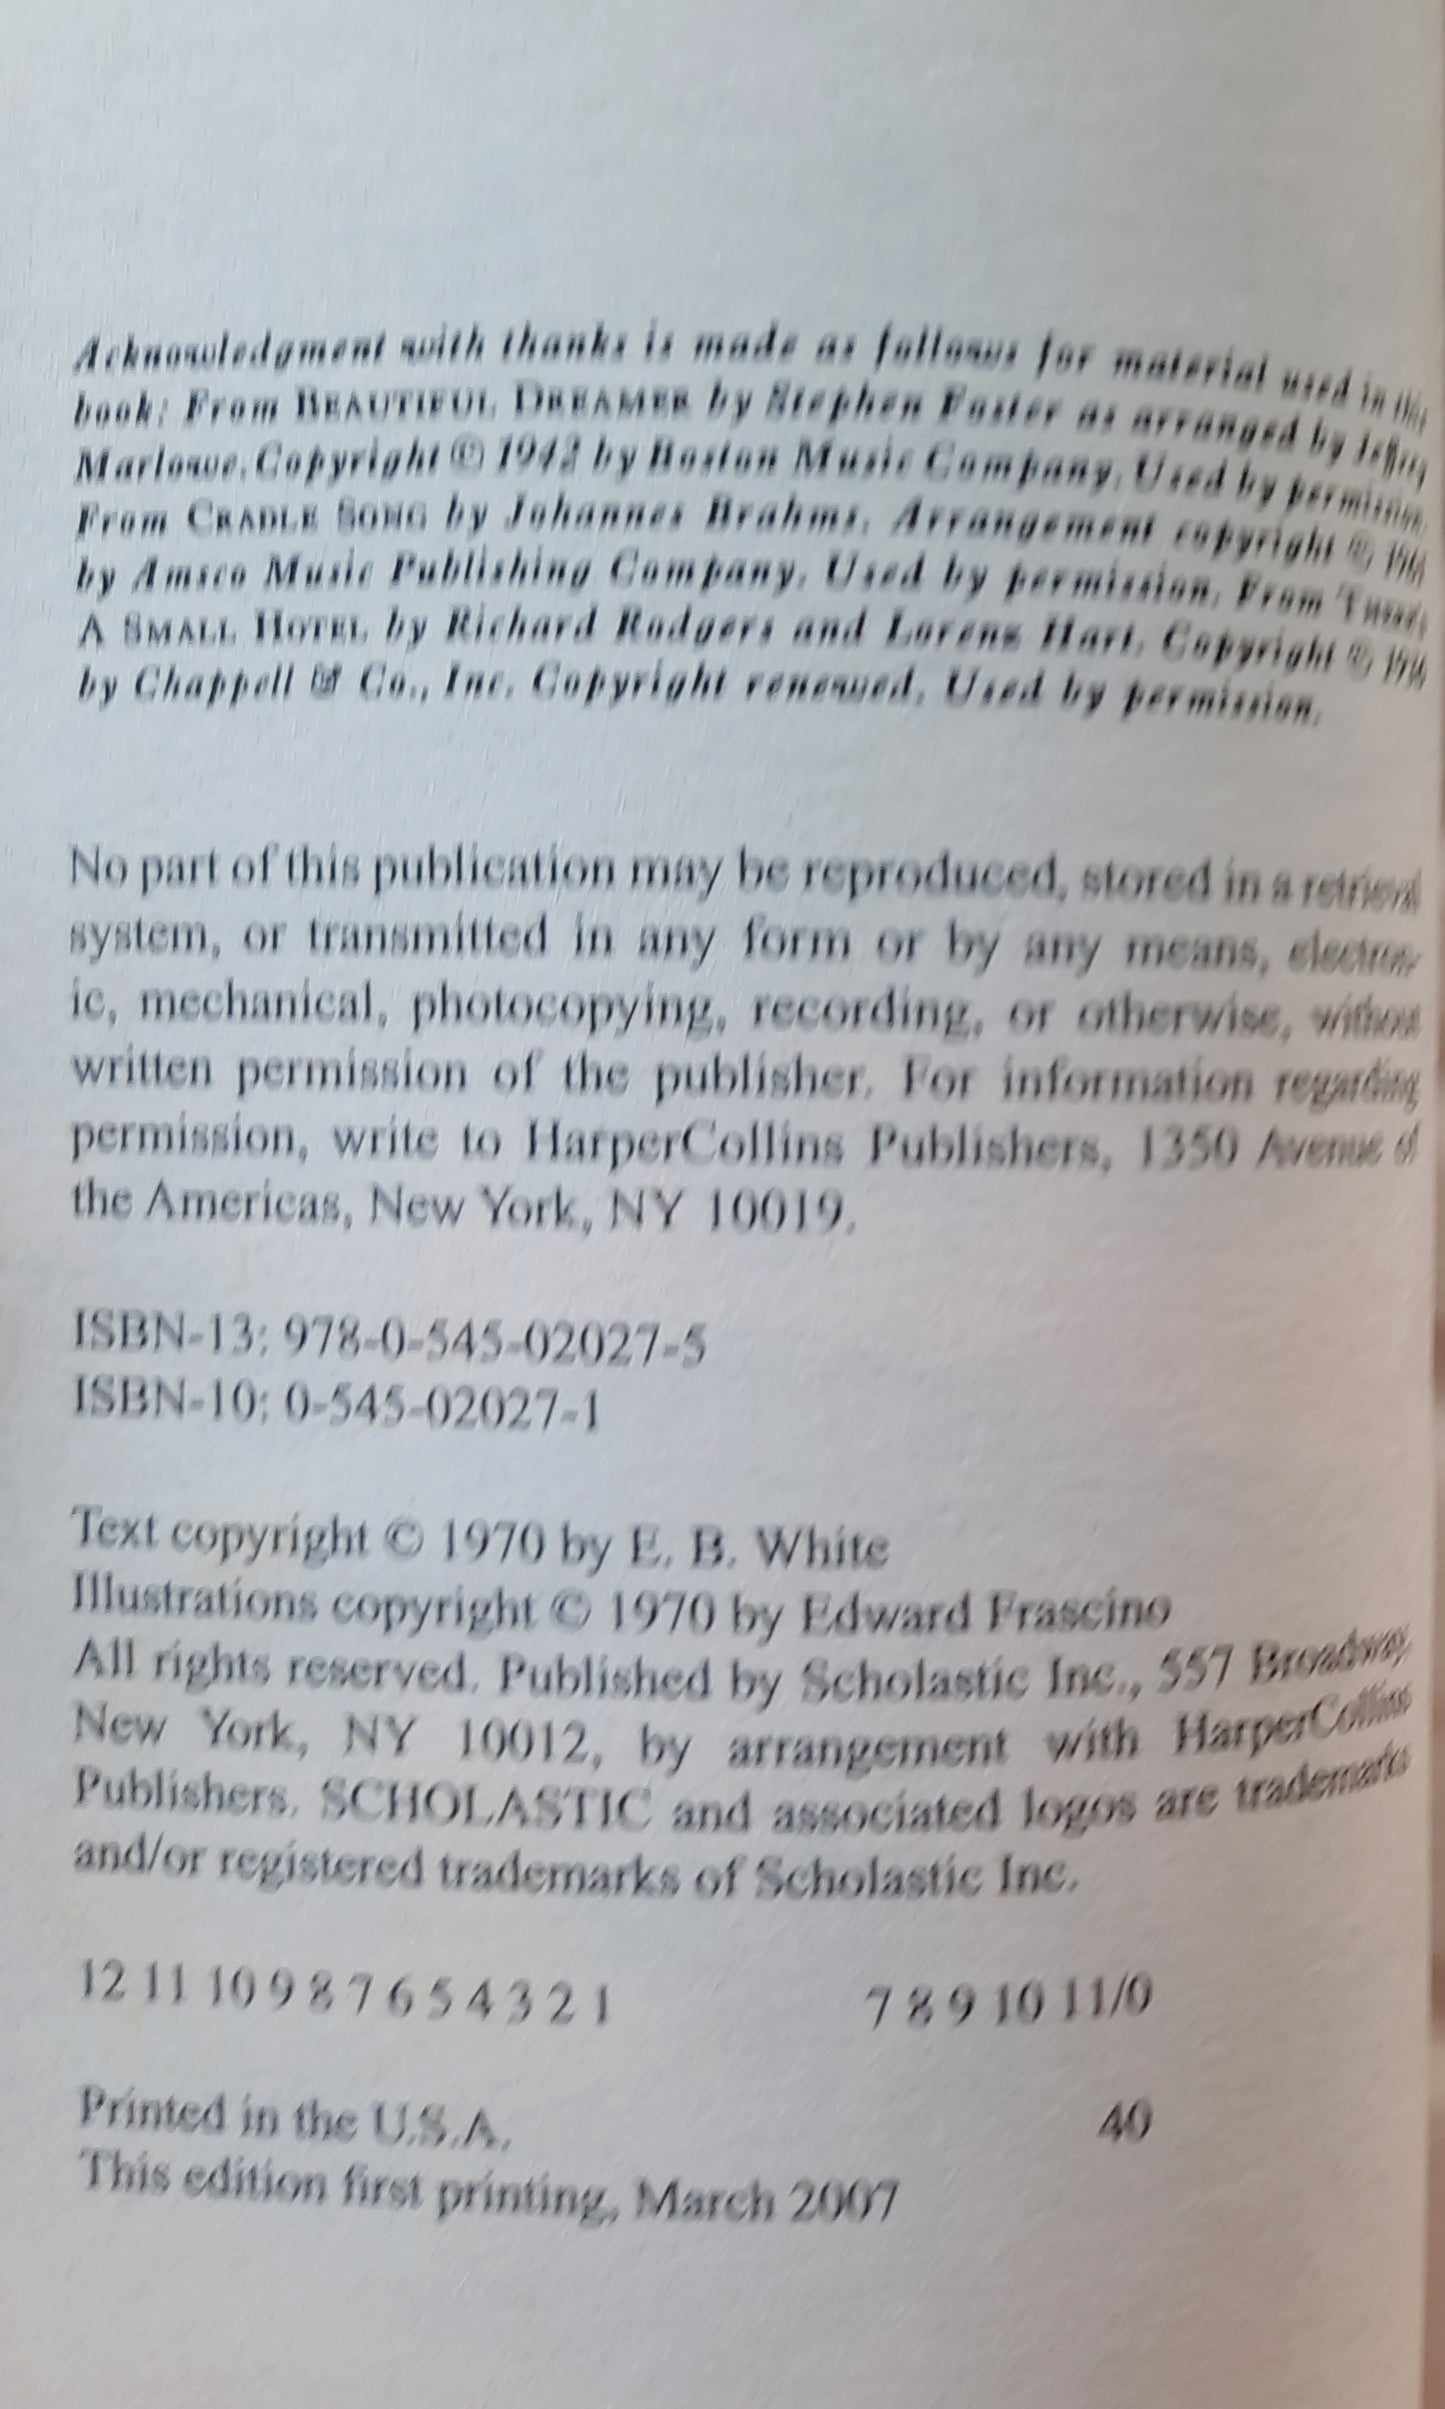 Acknowledgment with thanks is made as follows for material used in this
book: From BEAUTIFUL DREAMER by Stephen Foster as arranged by Jeffrey
Marlowe. Copyright © 1942 by Boston Music Company. Used by permission.
From CRADLE SONG by Johannes Brahms. Arrangement copyright ©
by Amsco Music Publishing Company. Used by permission. From
A SMALL HOTEL by Richard Rodgers and Lorenz Hart. Copyright ©
by Chappell & Co., Inc. Copyright renewed. Used by permission.
No part of this publication may be reproduced, stored in a retrieval
system, or transmitted in any form or by any means, electron-
ic, mechanical, photocopying, recording, or otherwise, without
written permission of the publisher. For information regarding
permission, write to HarperCollins Publishers, 1350 Avenue of
the Americas, New York, NY 10019.
ISBN-13: 978-0-545-02027-5
ISBN-10: 0-545-02027-1
Text copyright © 1970 by E. B. White
Illustrations copyright © 1970 by Edward Frascino
All rights reserved. Published by Scholastic Inc., 557 Broadway,
New York, NY 10012, by arrangement with HarperCollins
Publishers. SCHOLASTIC and associated logos are trademarks
and/or registered trademarks of Scholastic Inc.
12 11 10 9 8 7 6 5 4 3 2 1 7 8 9 10 11/0
Printed in the U.S.A. 40
This edition first printing, March 2007